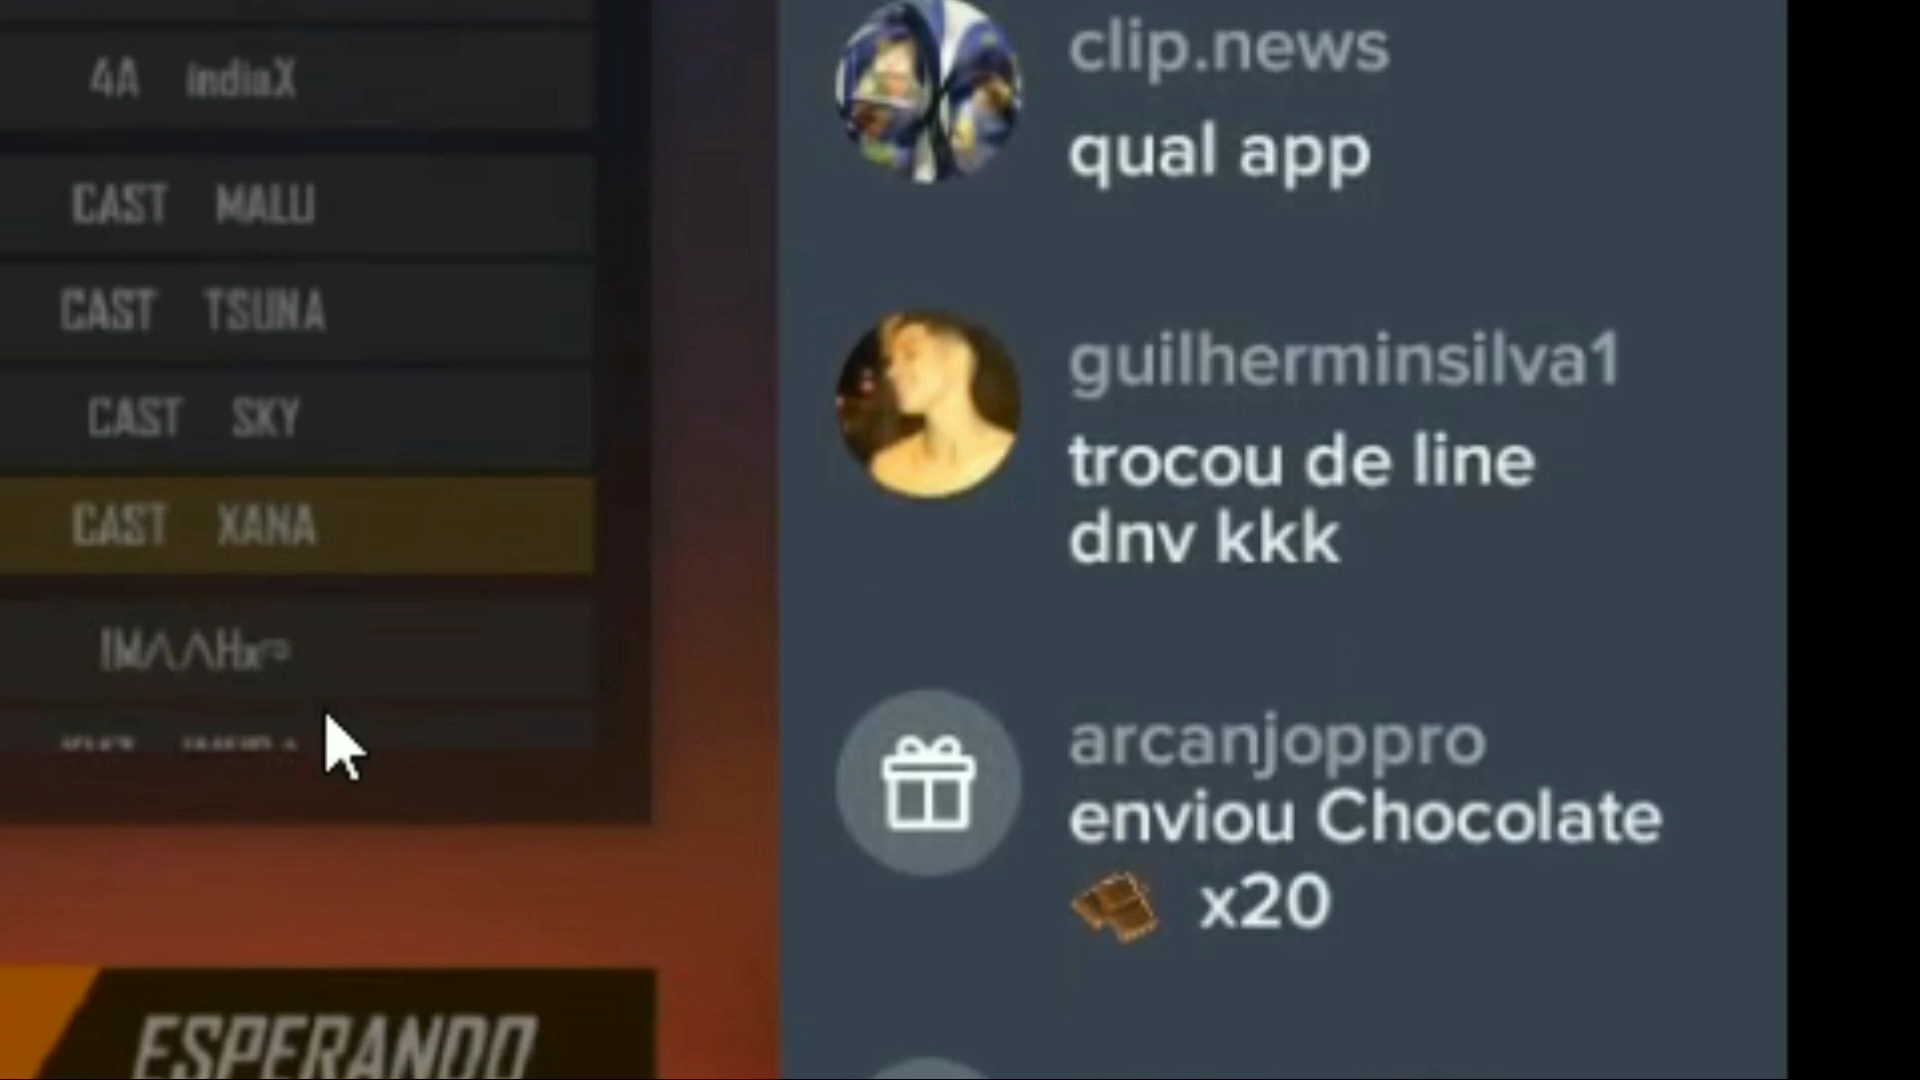 4A indiaX
CAST MALU
CAST TSUNA
CAST SKY
CAST XANA
ESPERANDO
clip.news
qual app
guilherminsilva1
trocou de line
dnv kkk
arcanjoppro
enviou Chocolate
x20